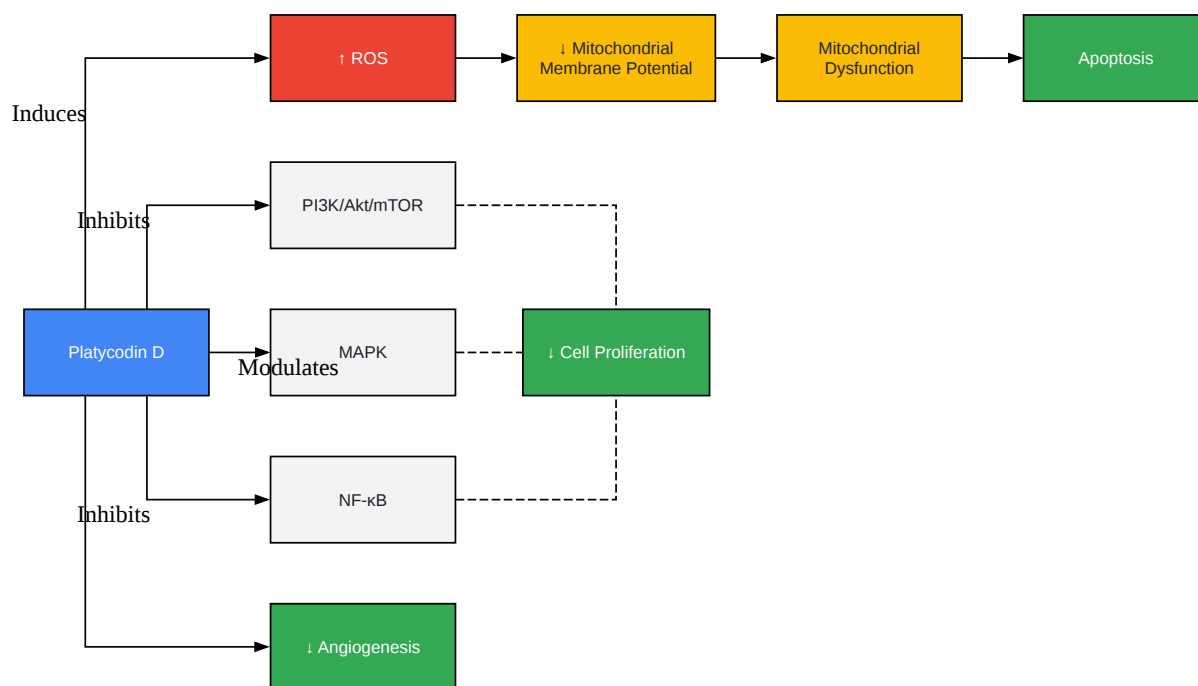 ↑ ROS
↓ Mitochondrial
Membrane Potential
Mitochondrial
Dysfunction
Apoptosis
Induces
PI3K/Akt/mTOR
Inhibits
Platycodin D
MAPK
Modulates
↓ Cell Proliferation
NF-κB
Inhibits
↓ Angiogenesis